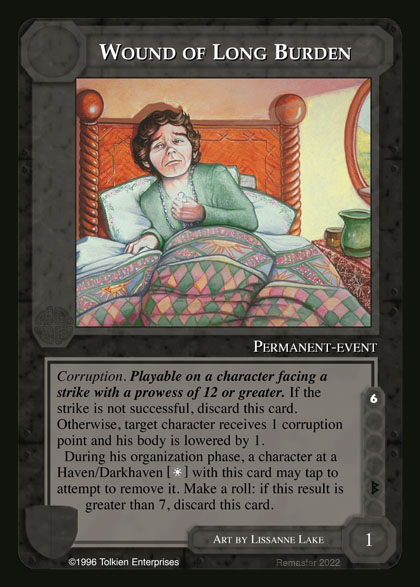 WOUND OF LONG BURDEN
PERMANENT-EVENT
Corruption. Playable on a character facing a
strike with a prowess of 12 or greater. If the
strike is not successful, discard this card.
Otherwise, target character receives 1 corruption
point and his body is lowered by 1.
During his organization phase, a character at a
Haven/Darkhaven [☀] with this card may tap to
attempt to remove it. Make a roll: if this result is
greater than 7, discard this card.
6
ART BY LISSANNE LAKE
1
©1996 Tolkien Enterprises
Remaster 2022